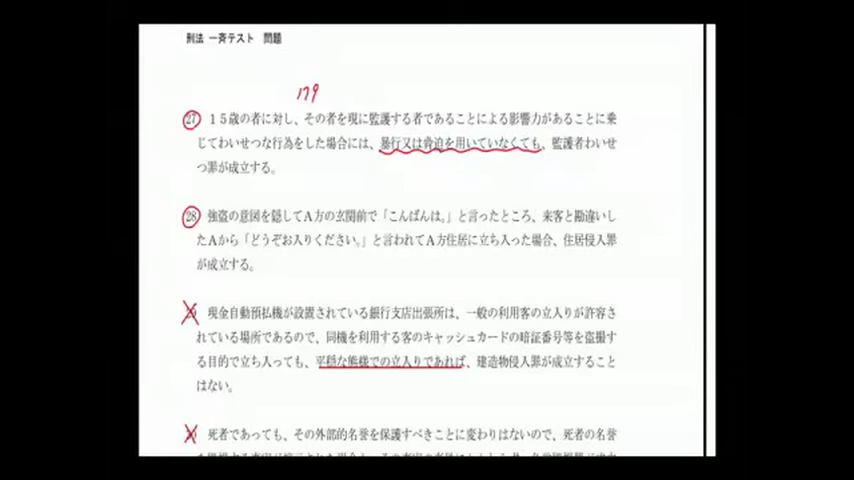 刑法 一斉テスト 問題
179
27 15歳の者に対し、その者を現に監護する者であることによる影響力があることに乗
じてわいせつな行為をした場合には、暴行又は脅迫を用いていなくても、監護者わいせ
つ罪が成立する。
28 強盗の意図を隠してA方の玄関前で「こんばんは。」と言ったところ、来客と勘違いし
たAから「どうぞお入りください。」と言われてA方住居に立ち入った場合、住居侵入罪
が成立する。
現金自動預払機が設置されている銀行支店出張所は、一般の利用客の立入りが許容さ
れている場所であるので、同機を利用する客のキャッシュカードの暗証番号等を盗撮す
る目的で立ち入っても、平穏な態様での立入りであれば、建造物侵入罪が成立すること
はない。
死者であっても、その外部的名誉を保護すべきことに変わりはないので、死者の名誉